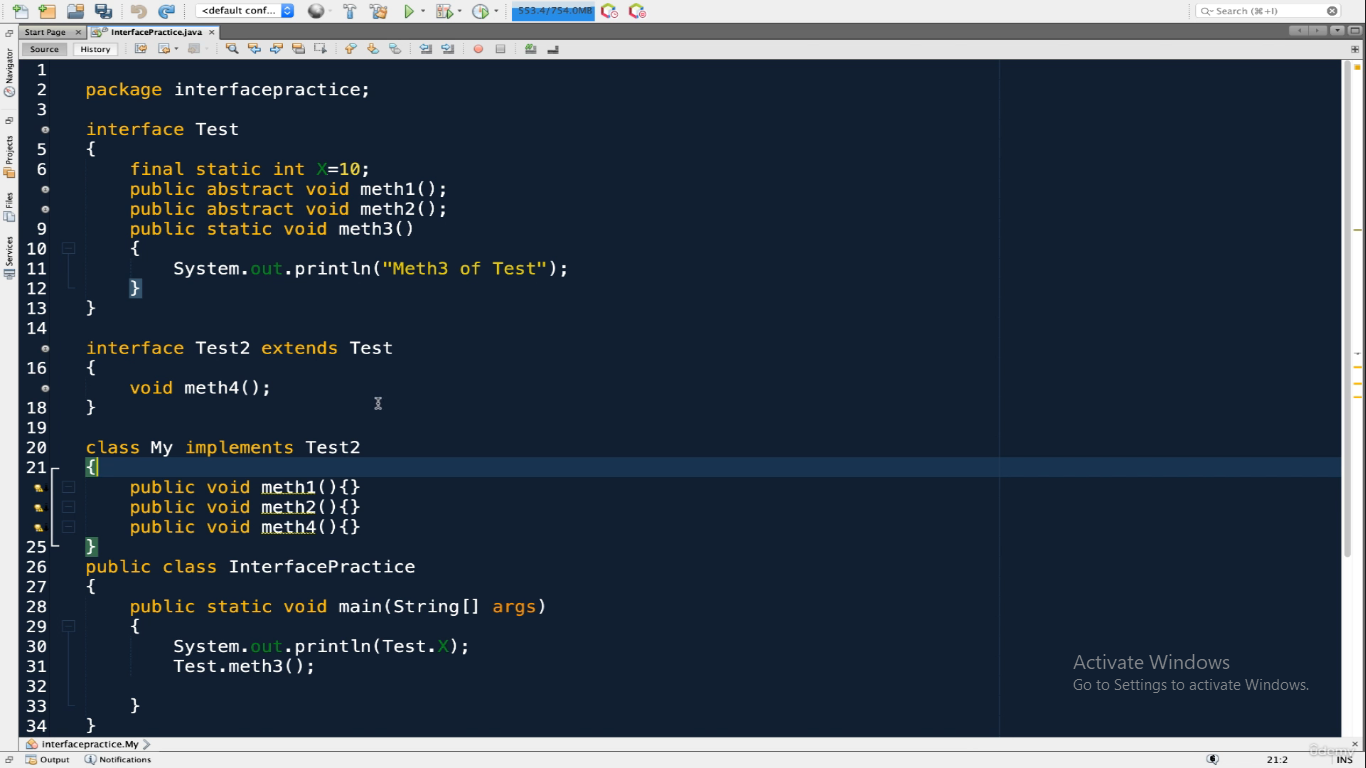 <default conf...
553.4/754.0MB
Search (⌘+I)
Start Page
InterfacePractice.java
Source
History
Navigator
Projects
Files
Services
1
2 package interfacepractice;
3
interface Test
5 {
6 final static int X=10;
public abstract void meth1();
public abstract void meth2();
9 public static void meth3()
10 {
11 System.out.println("Meth3 of Test");
12 }
13 }
14
interface Test2 extends Test
16 {
void meth4();
18 }
19
20 class My implements Test2
21 {
public void meth1(){}
public void meth2(){}
public void meth4(){}
25 }
26 public class InterfacePractice
27 {
28 public static void main(String[] args)
29 {
30 System.out.println(Test.X);
31 Test.meth3();
32
33 }
34 }
Activate Windows
Go to Settings to activate Windows.
interfacepractice.My
Output
Notifications
ûdemy
21:2
INS